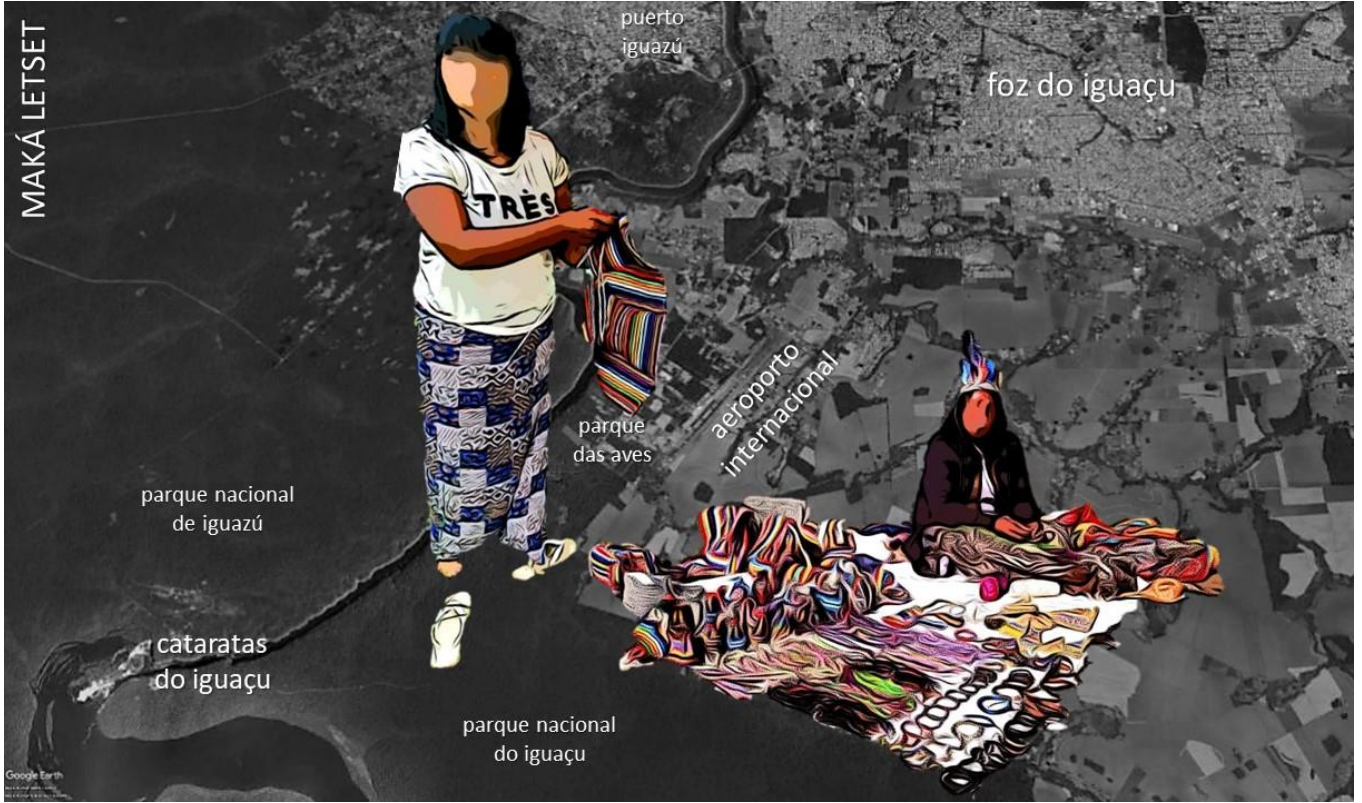 MAKÁ LETSET
puerto
iguazú
foz do iguaçu
TRÈS
aeroporto
internacional
parque
das aves
parque nacional
de iguazú
cataratas
do iguaçu
parque nacional
do iguaçu
Google Earth